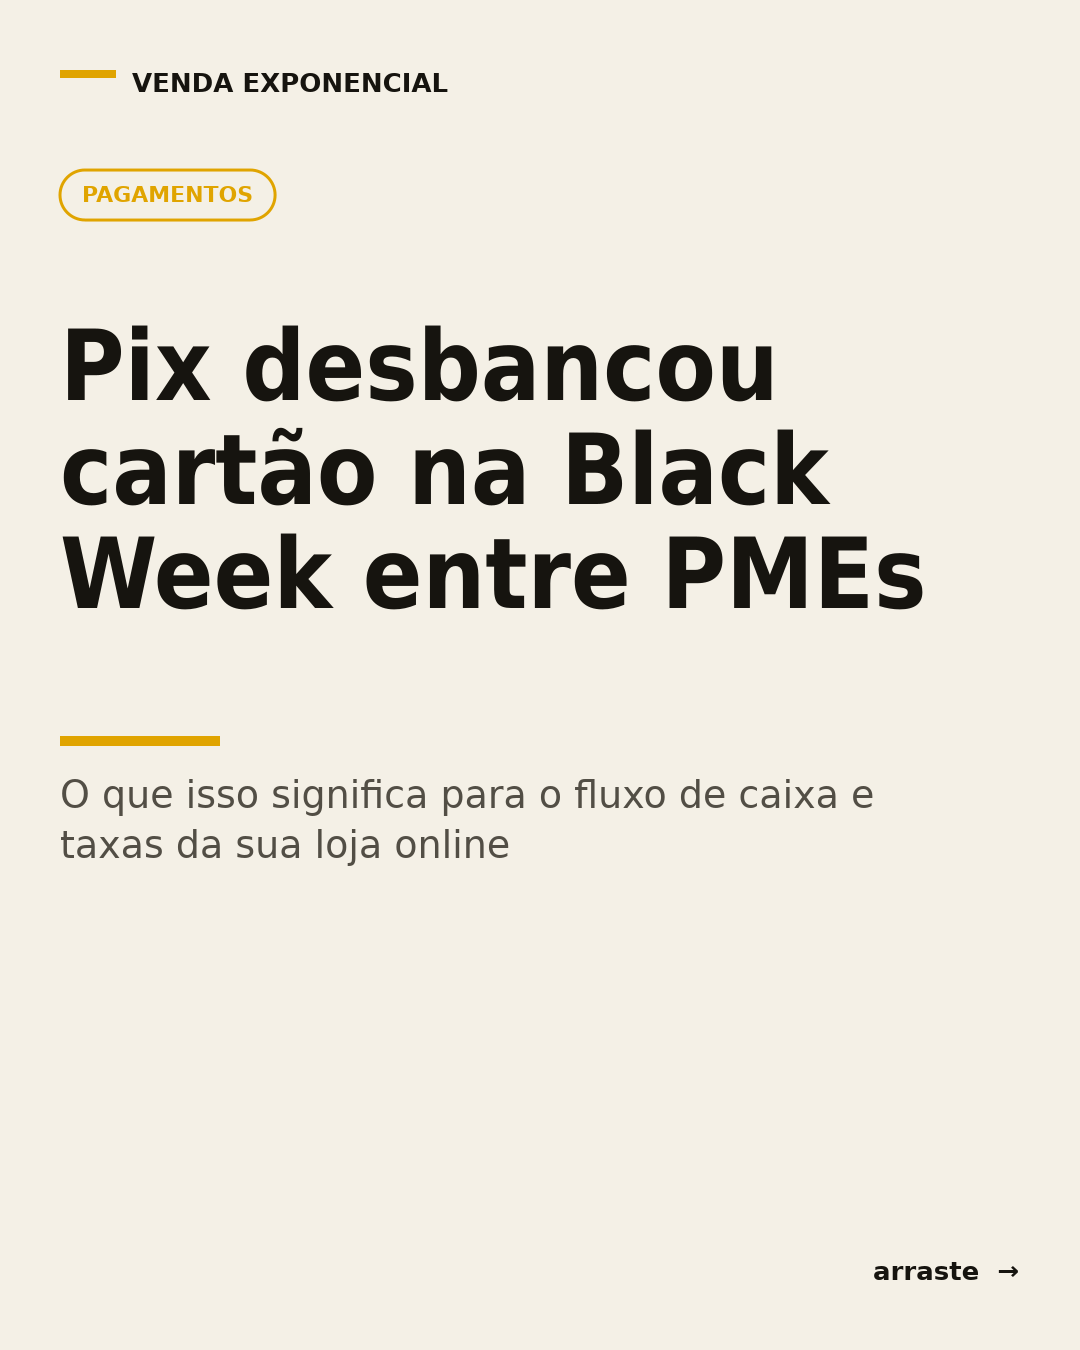 VENDA EXPONENCIAL
PAGAMENTOS
Pix desbancou
cartão na Black
Week entre PMEs
O que isso significa para o fluxo de caixa e
taxas da sua loja online
arraste →